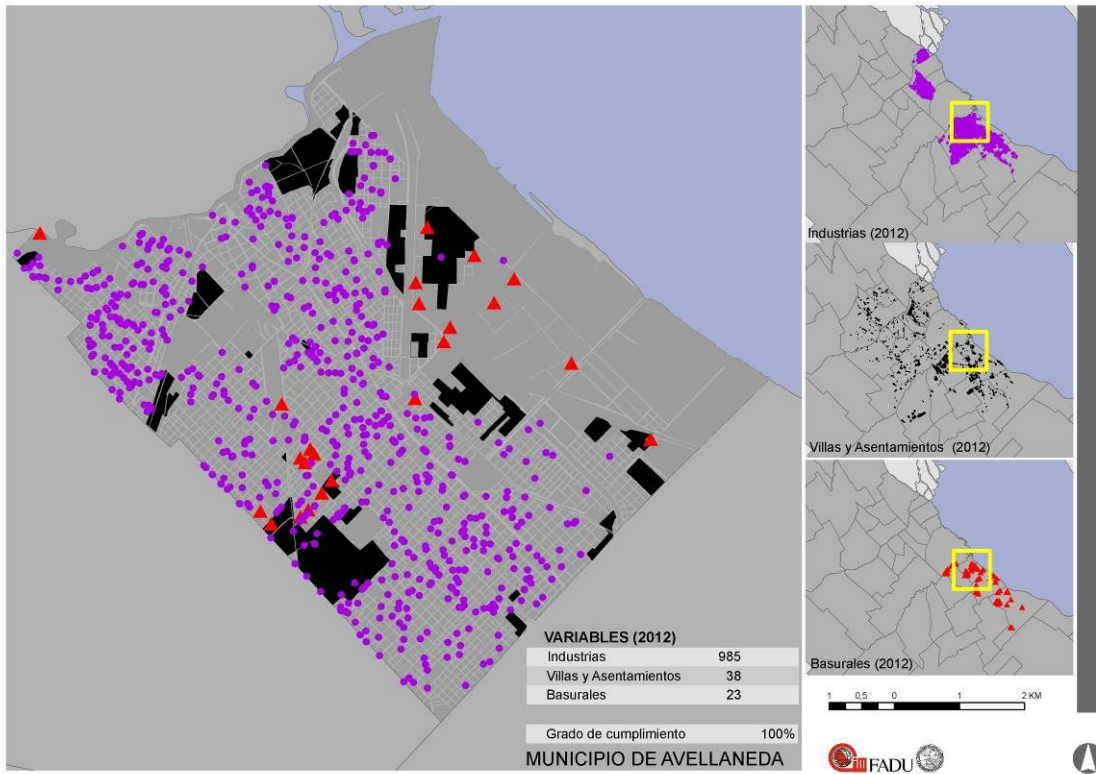 Industrias (2012)
Villas y Asentamientos (2012)
Basurales (2012)
VARIABLES (2012)
Industrias 985
Villas y Asentamientos 38
Basurales 23
Grado de cumplimiento 100%
MUNICIPIO DE AVELLANEDA
1 0,5 0 1 2 KM
FADU